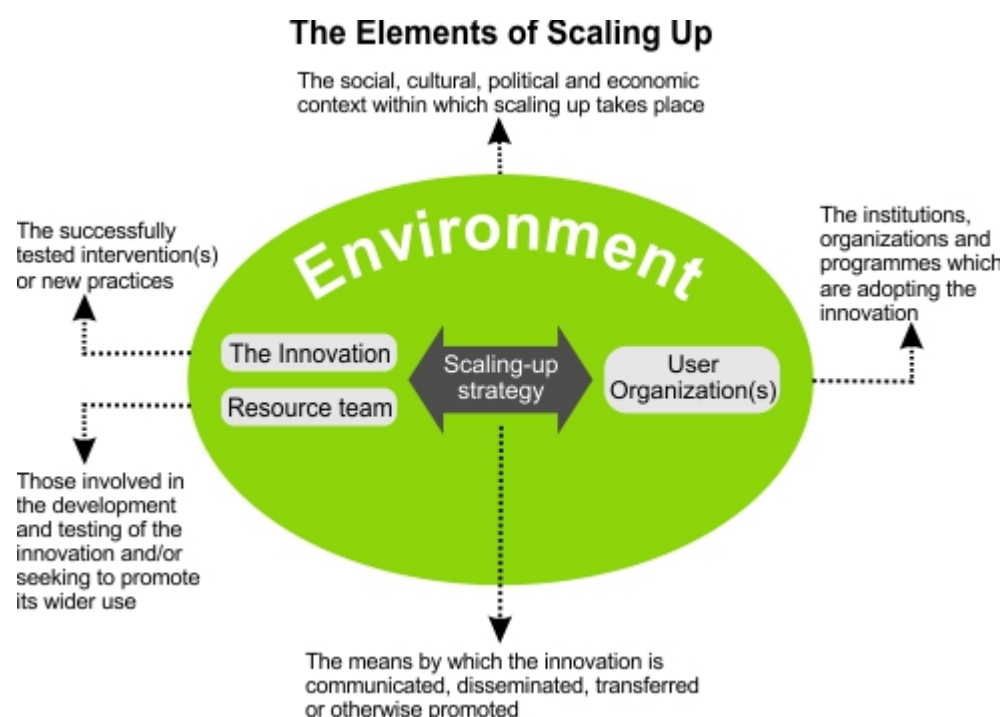 The Elements of Scaling Up
The social, cultural, political and economic
context within which scaling up takes place
Environment
The successfully
tested intervention(s)
or new practices
The institutions,
organizations and
programmes which
are adopting the
innovation
The Innovation
Resource team
Scaling-up
strategy
User
Organization(s)
Those involved in
the development
and testing of the
innovation and/or
seeking to promote
its wider use
The means by which the innovation is
communicated, disseminated, transferred
or otherwise promoted